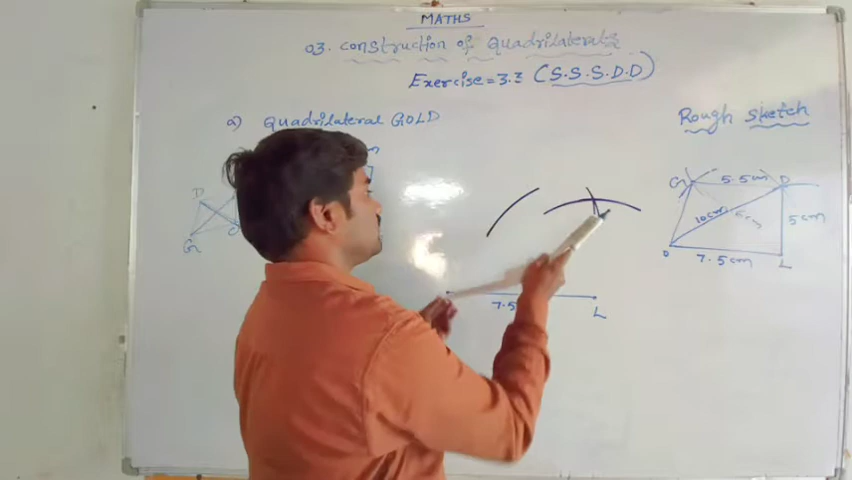 MATHS
03. Construction of Quadrilaterals
Exercise = 3.3 (S.S.S.D.D)
a) Quadrilateral GOLD
Rough Sketch
G 5.5cm D
10cm 6cm 5cm
O 7.5cm L
D
G
7.5
L